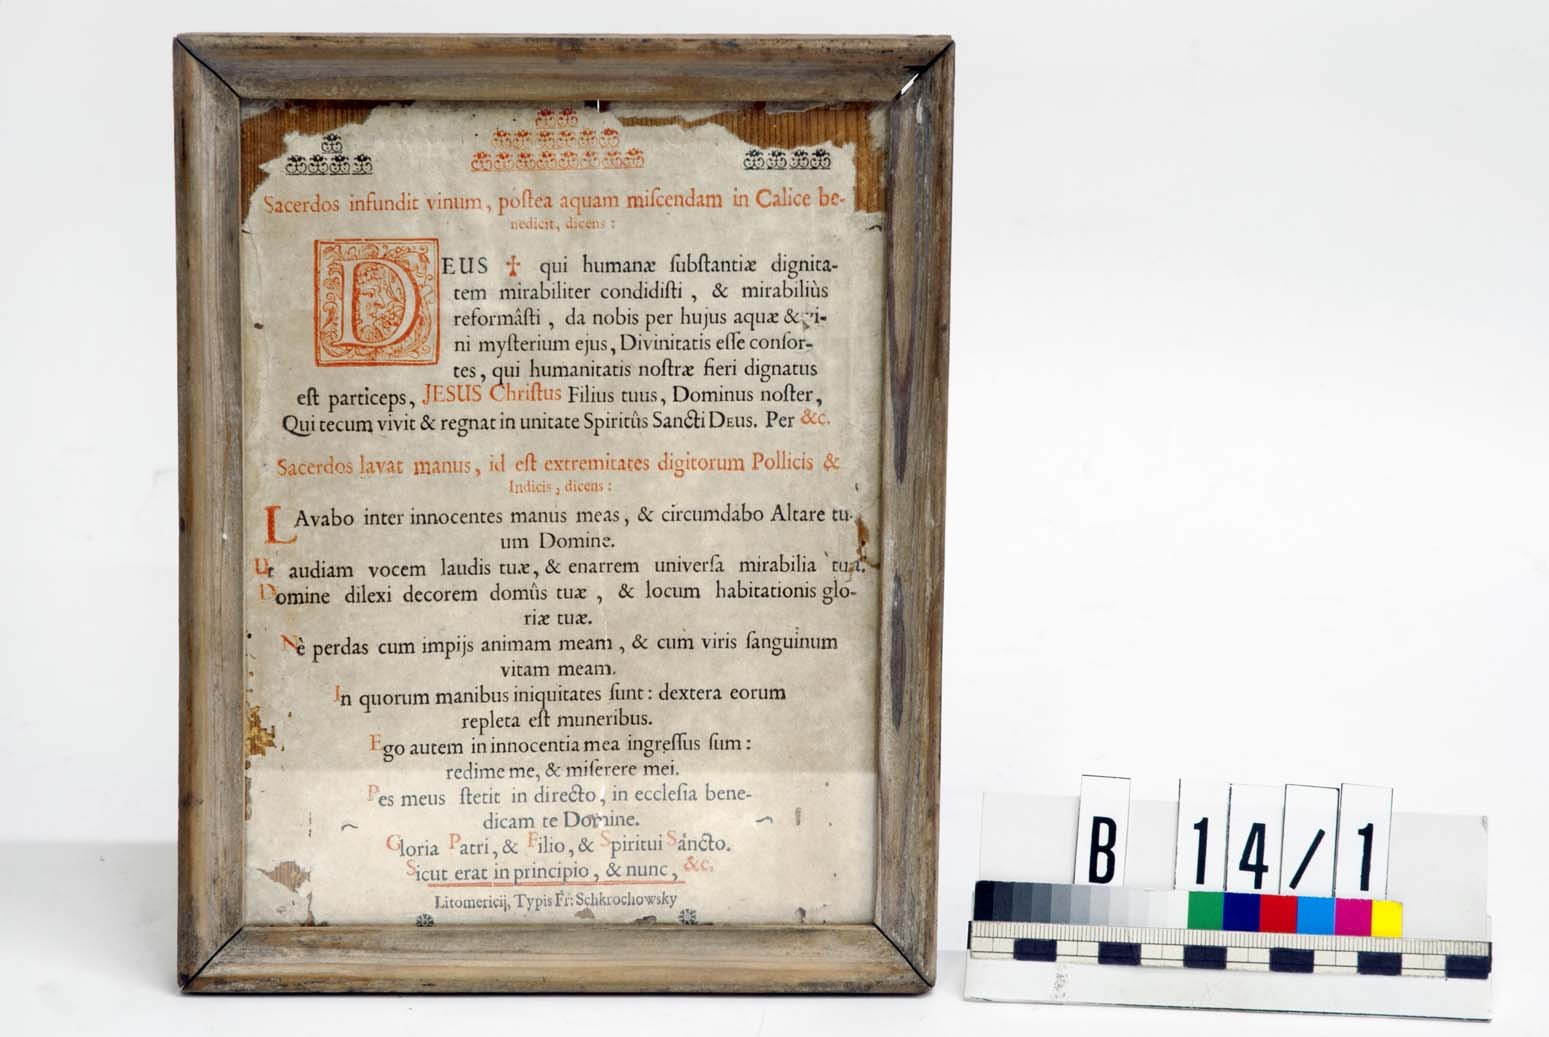 Sacerdos infundit vinum, poſtea aquam miſcendam in Calice be-
nedicit, dicens :
DEUS ✝ qui humanæ ſubſtantiæ dignita-
tem mirabiliter condidiſti , & mirabiliùs
reformâſti , da nobis per hujus aquæ & vi-
ni myſterium ejus, Divinitatis eſſe conſor-
tes, qui humanitatis noſtræ fieri dignatus
eſt particeps, JESUS Chriſtus Filius tuus, Dominus noſter,
Qui tecum vivit & regnat in unitate Spiritûs Sancti DEUS. Per &c.
Sacerdos lavat manus, id eſt extremitates digitorum Pollicis &
Indicis, dicens :
LAvabo inter innocentes manus meas, & circumdabo Altare tu-
um Domine.
Ut audiam vocem laudis tuæ, & enarrem univerſa mirabilia tua.
Domine dilexi decorem domûs tuæ , & locum habitationis glo-
riæ tuæ.
Nè perdas cum impijs animam meam , & cum viris ſanguinum
vitam meam.
In quorum manibus iniquitates ſunt : dextera eorum
repleta eſt muneribus.
Ego autem in innocentia mea ingreſſus ſum :
redime me, & miſerere mei.
Pes meus ſtetit in directo, in eccleſia bene-
dicam te Domine.
Gloria Patri, & Filio, & Spiritui Sancto.
Sicut erat in principio, & nunc, &c.
Litomericij, Typis Fr: Schkrochowsky
B 14/1